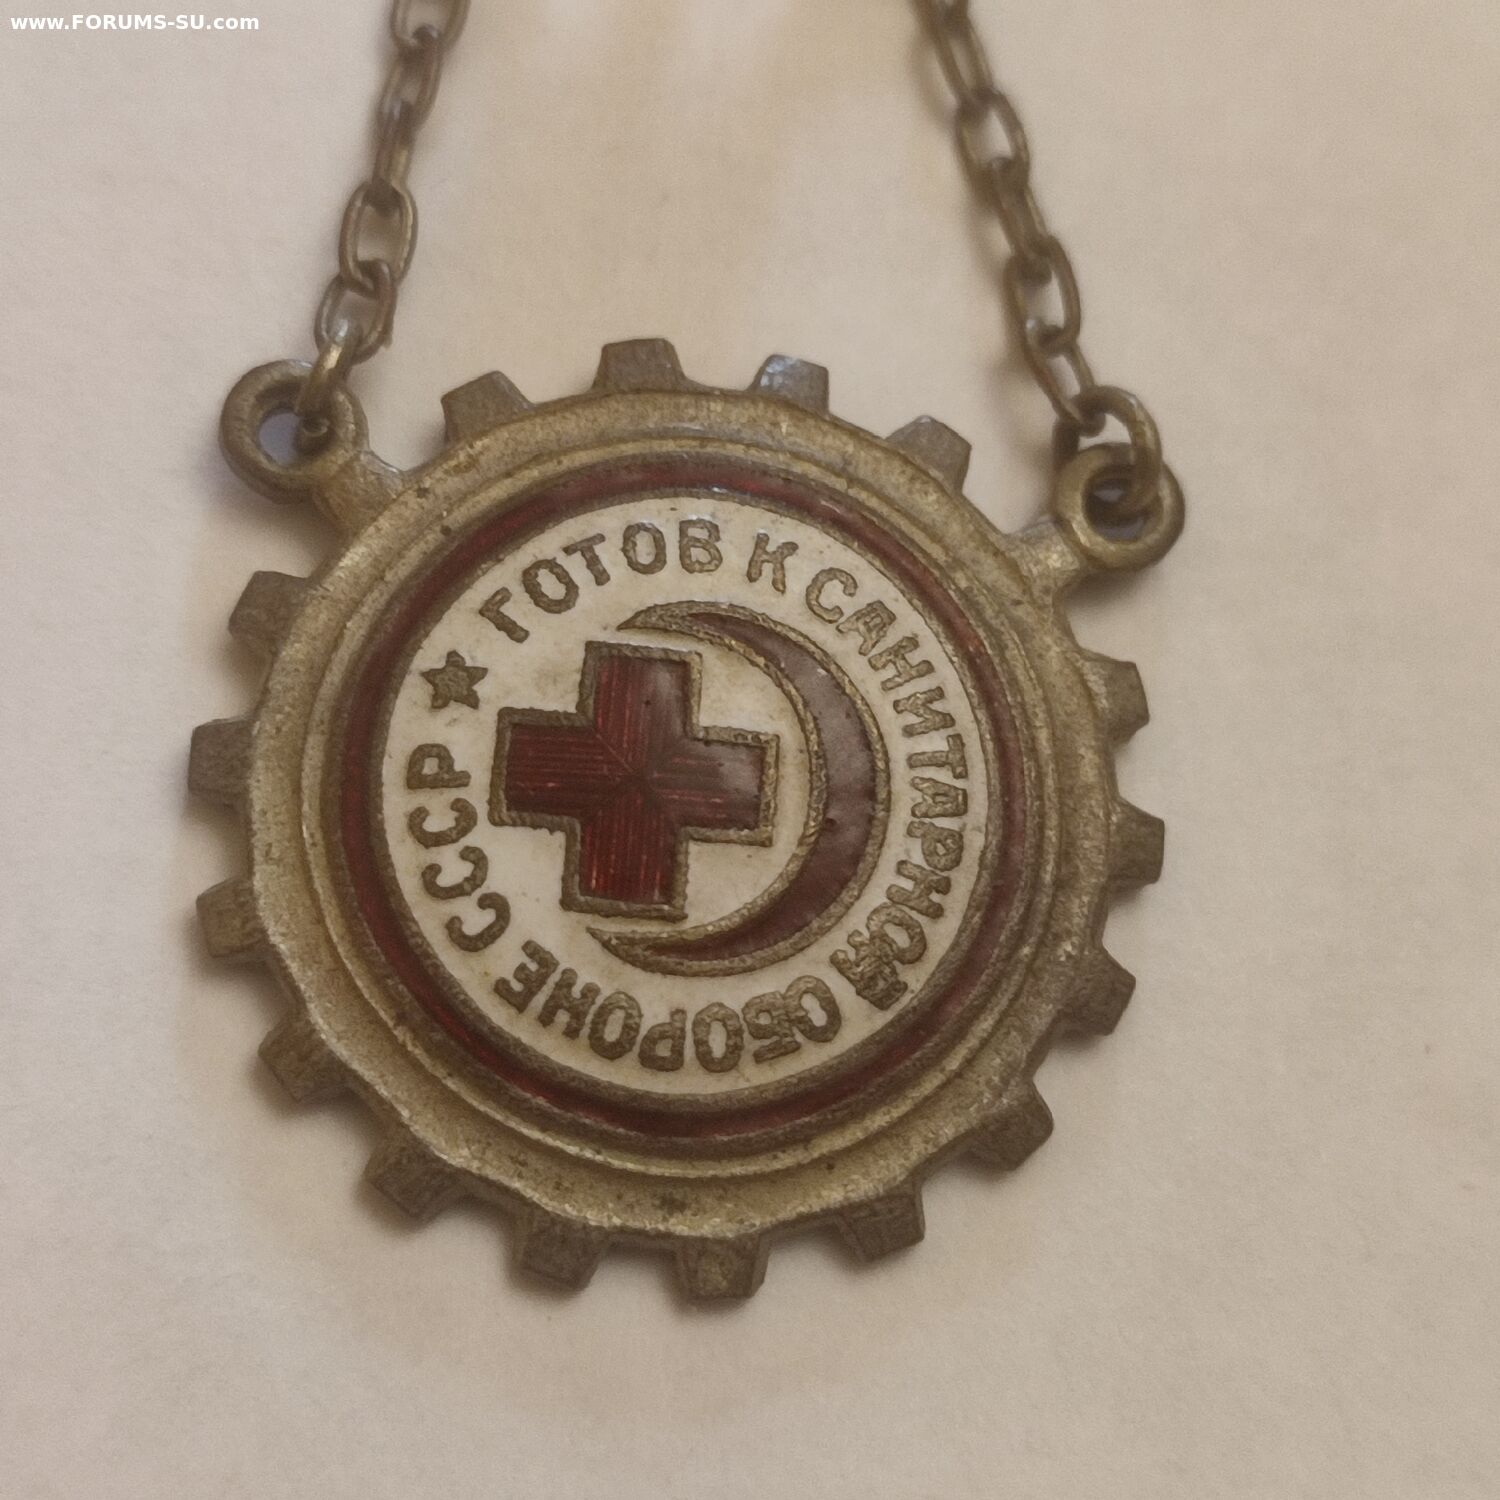 www.FORUMS-SU.com
ГОТОВ К САНИТАРНОЙ ОБОРОНЕ СССР